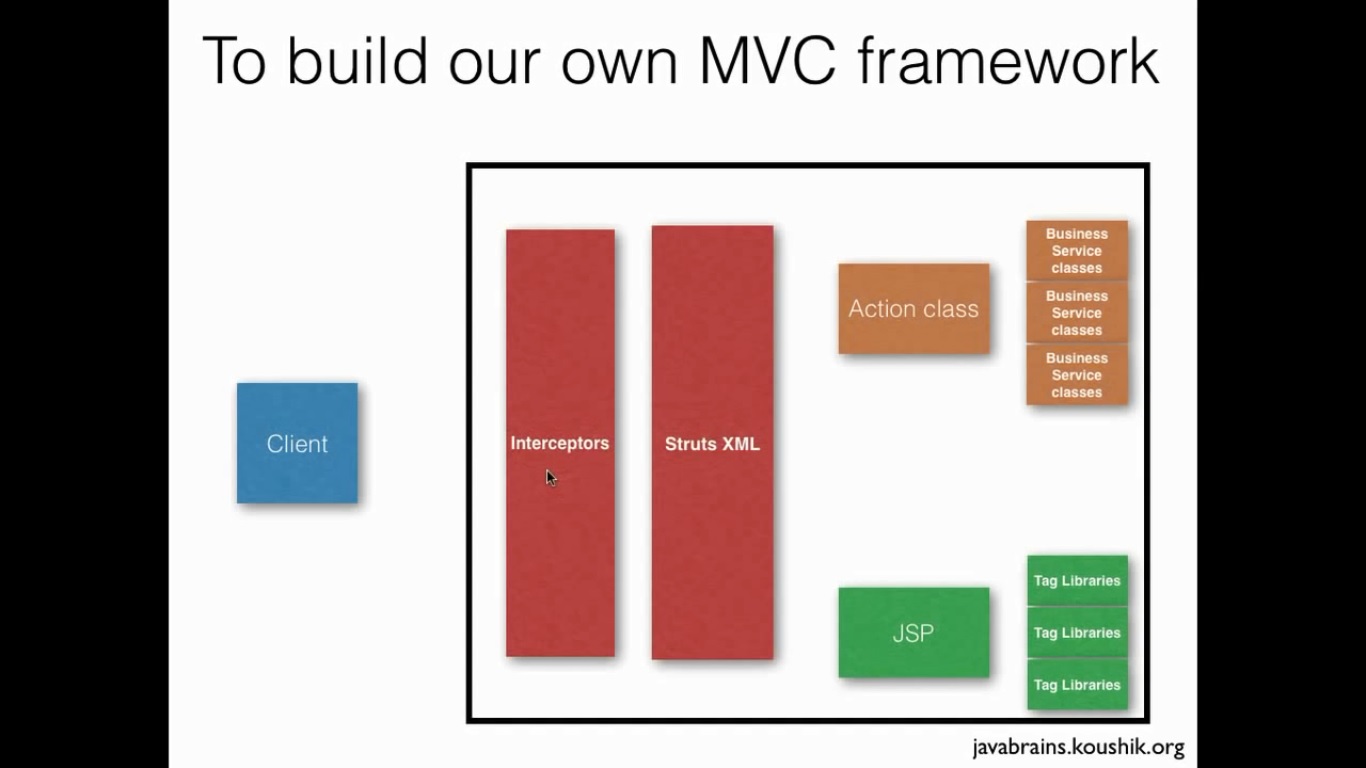 To build our own MVC framework
Client
Interceptors
Struts XML
Action class
Business
Service
classes
Business
Service
classes
Business
Service
classes
JSP
Tag Libraries
Tag Libraries
Tag Libraries
javabrains.koushik.org